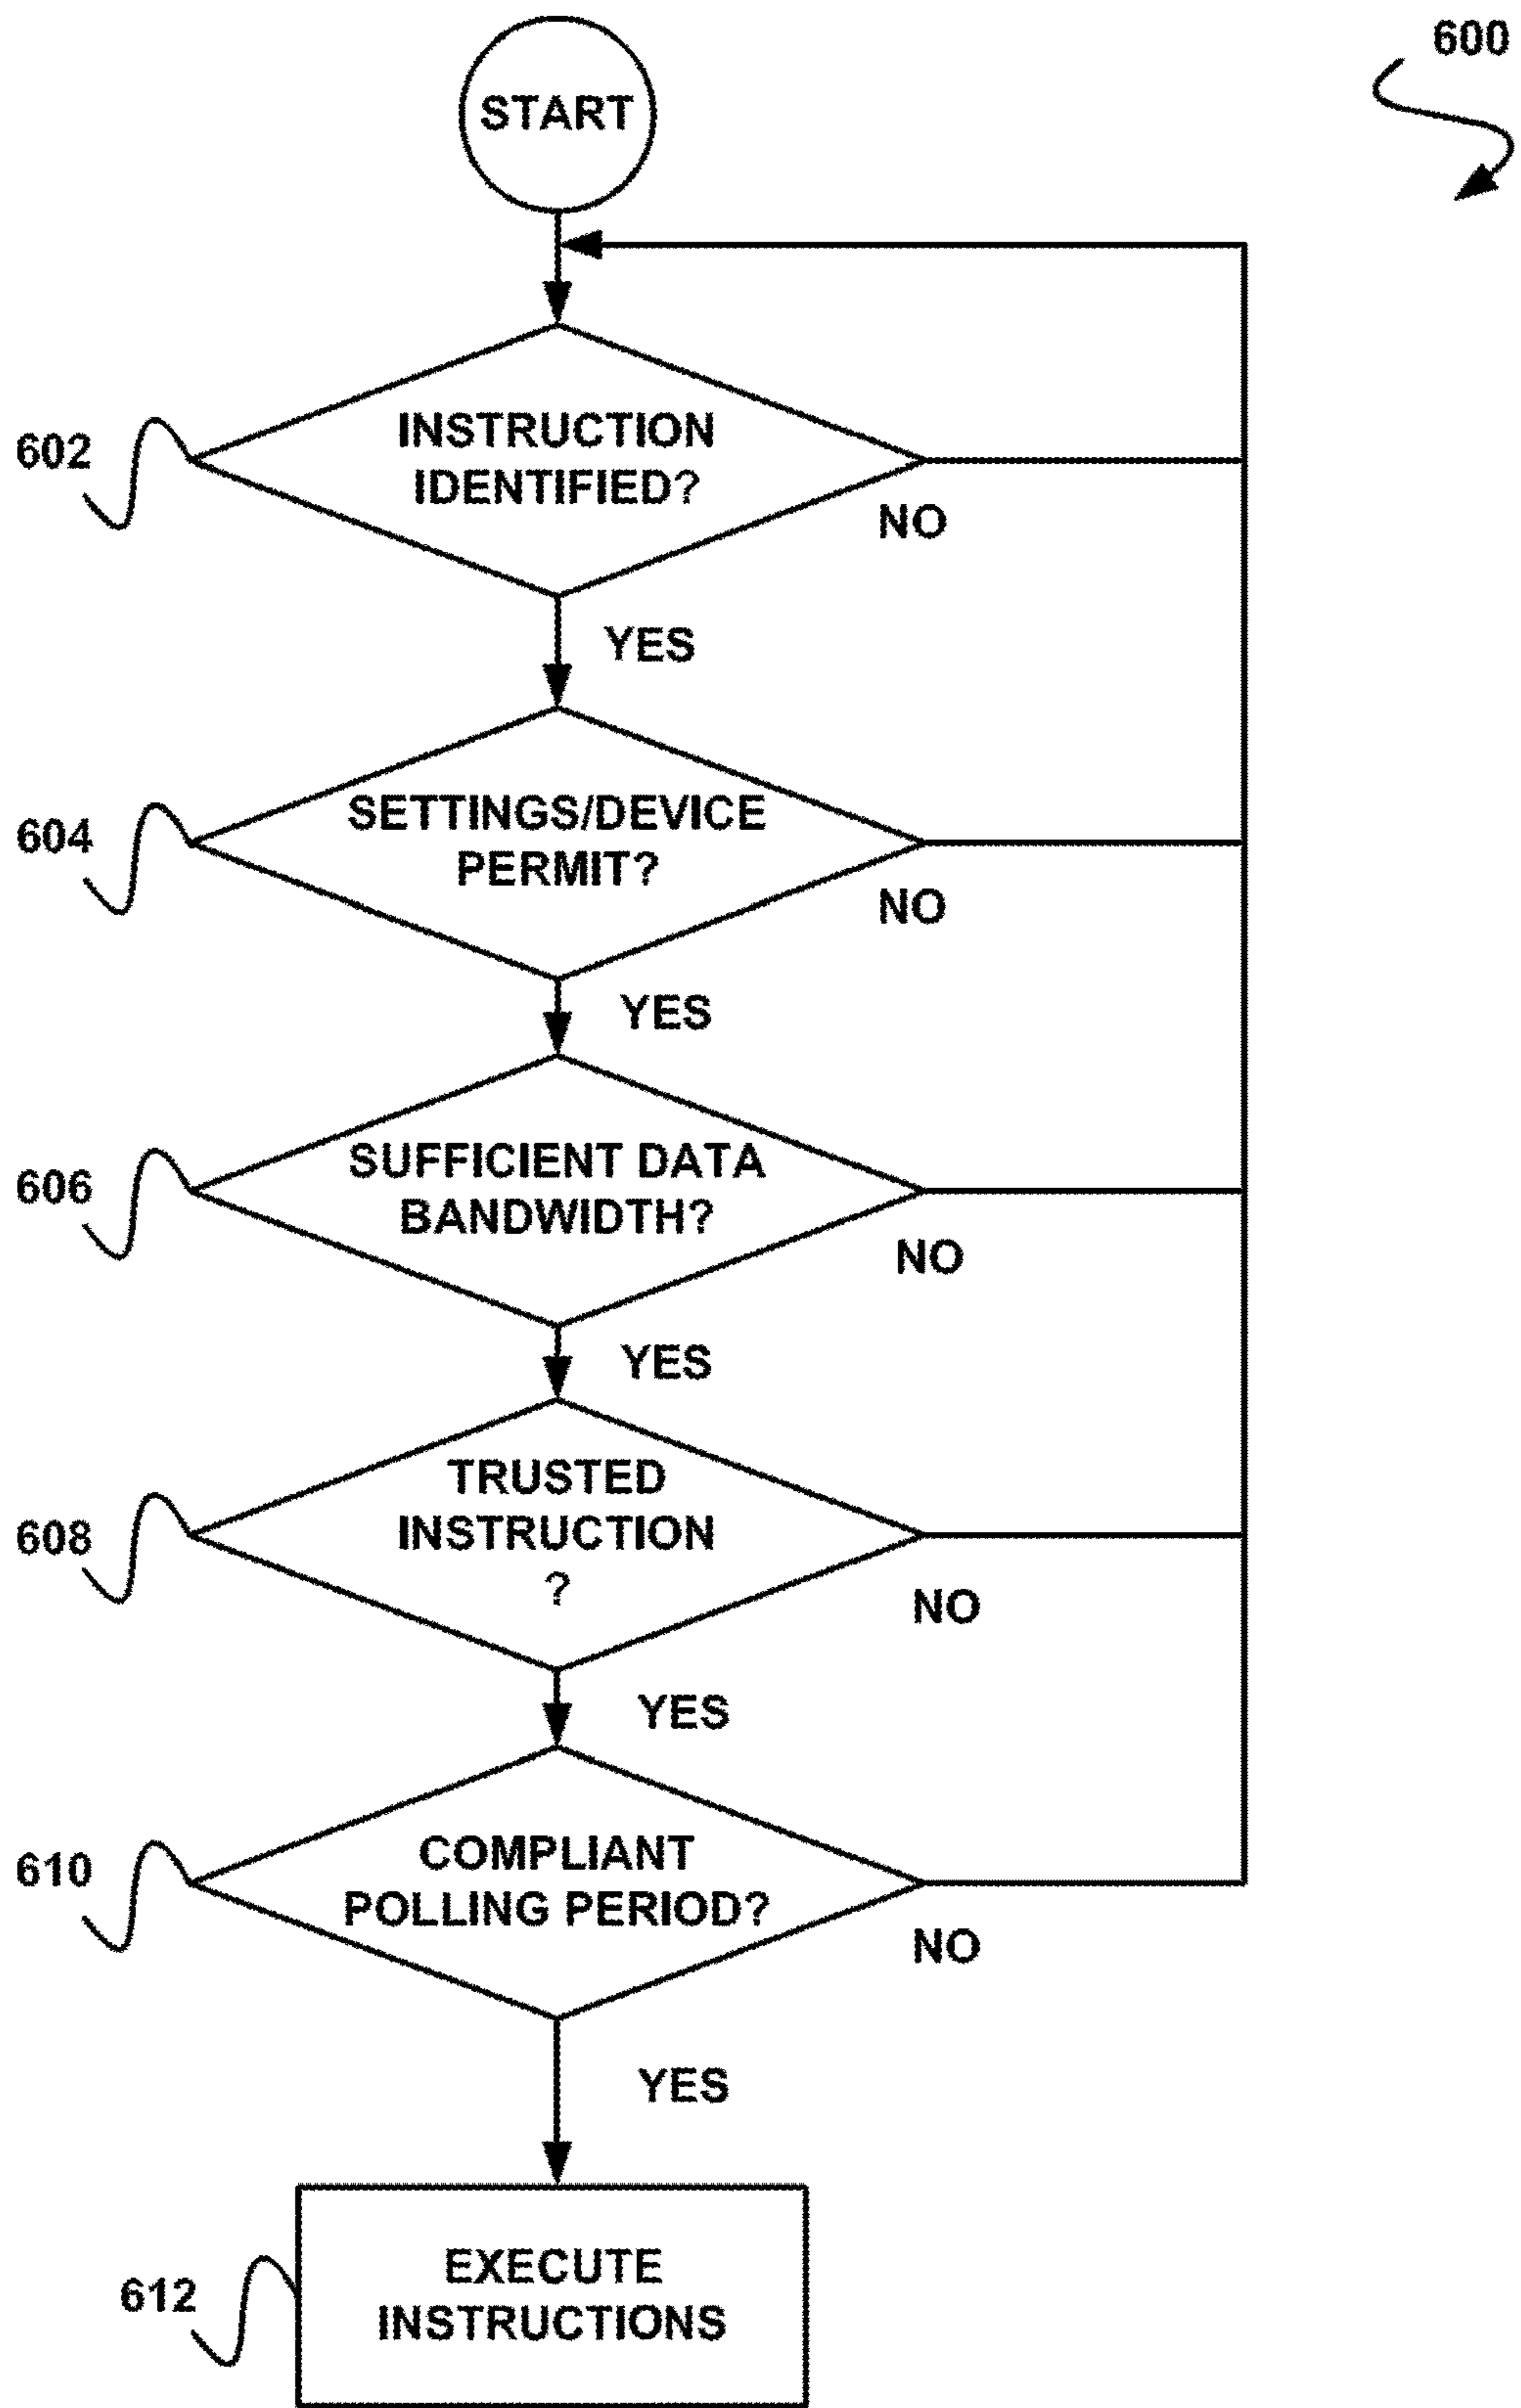 600
START
602
INSTRUCTION
IDENTIFIED?
NO
YES
604
SETTINGS/DEVICE
PERMIT?
NO
YES
606
SUFFICIENT DATA
BANDWIDTH?
NO
YES
608
TRUSTED
INSTRUCTION
?
NO
YES
610
COMPLIANT
POLLING PERIOD?
NO
YES
612
EXECUTE
INSTRUCTIONS